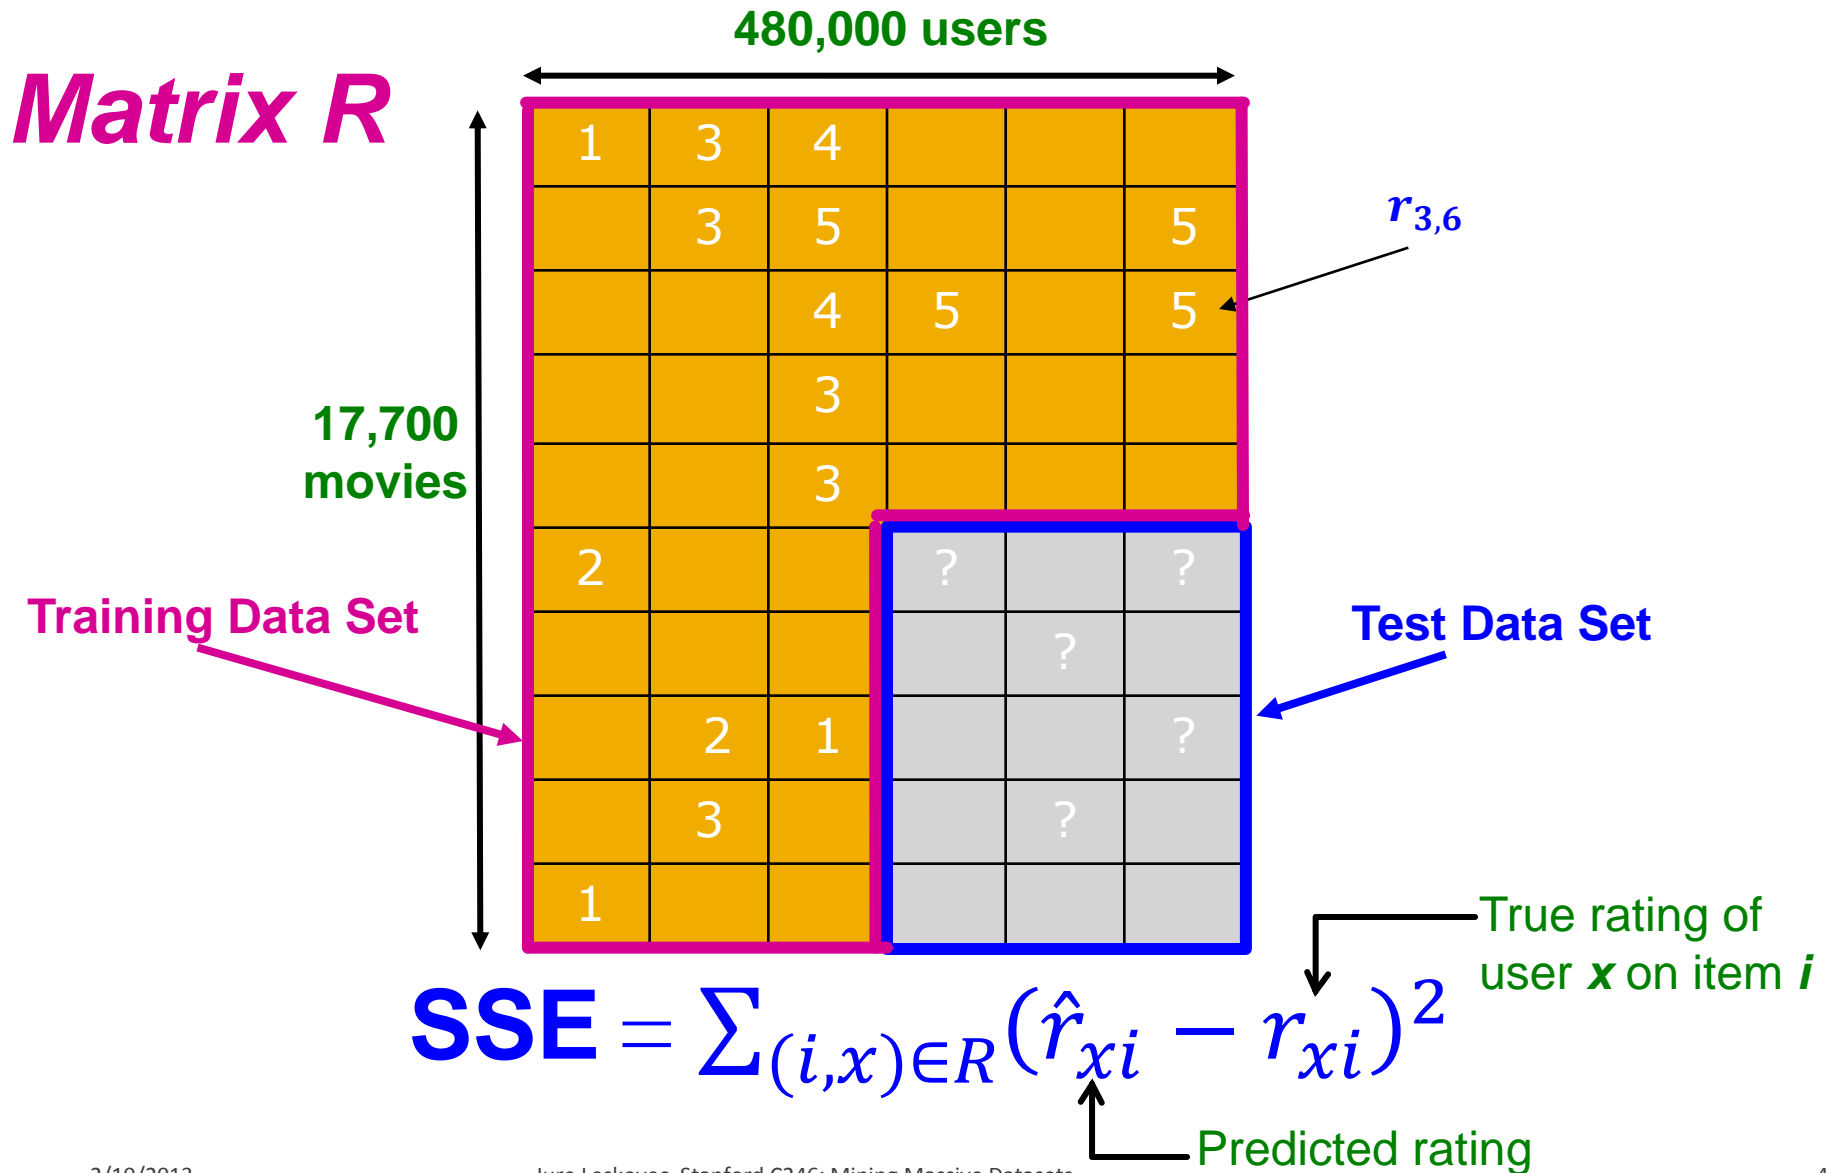 480,000 users
Matrix R
1 3 4
3 5 5
r3,6
4 5 5
3
17,700
movies
3
2 ? ?
Training Data Set
?
Test Data Set
2 1 ?
3 ?
1
True rating of
user x on item i
SSE = ∑(i,x)∈R (r̂xi − rxi)²
Predicted rating